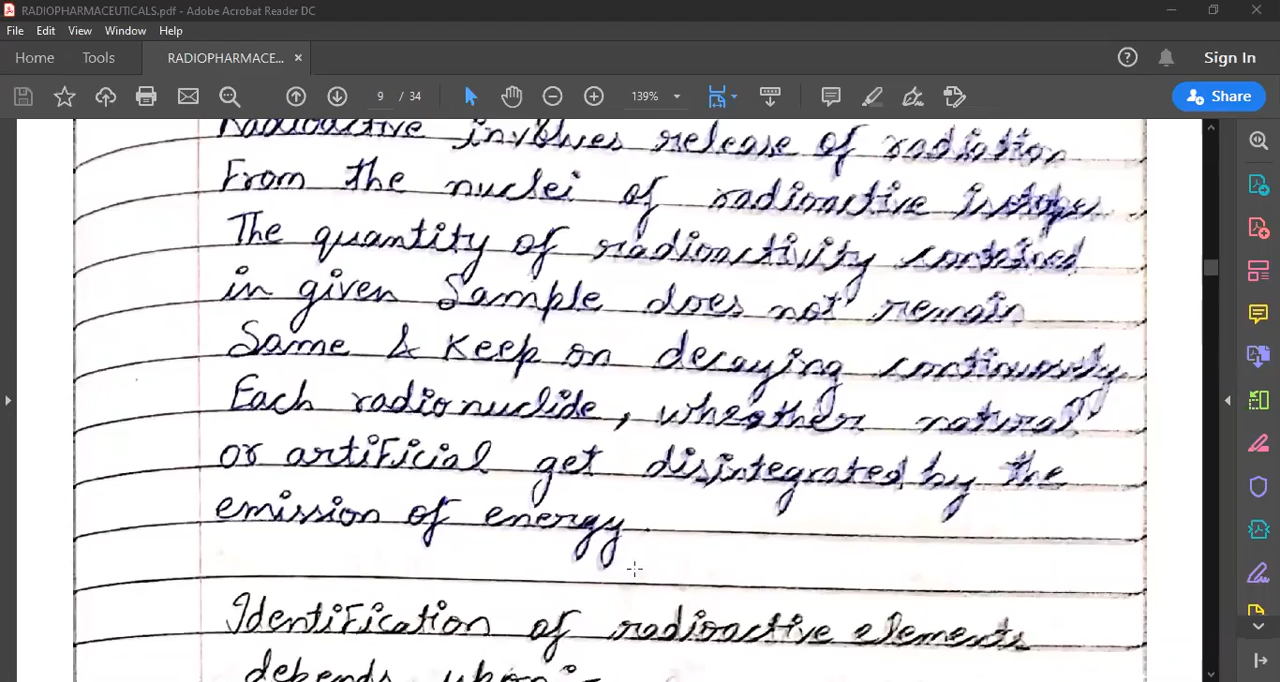 RADIOPHARMACEUTICALS.pdf - Adobe Acrobat Reader DC
File Edit View Window Help
Home Tools RADIOPHARMACE... × Sign In
9 / 34 139% Share
Radioactive involves release of radiation
From the nuclei of radioactive isotopes.
The quantity of radioactivity contained
in given Sample does not remain
Same & Keep on decaying continuously
Each radionuclide, wheather natural
or artificial get disintegrated by the
emission of energy.
Identification of radioactive elements
depends upon :-